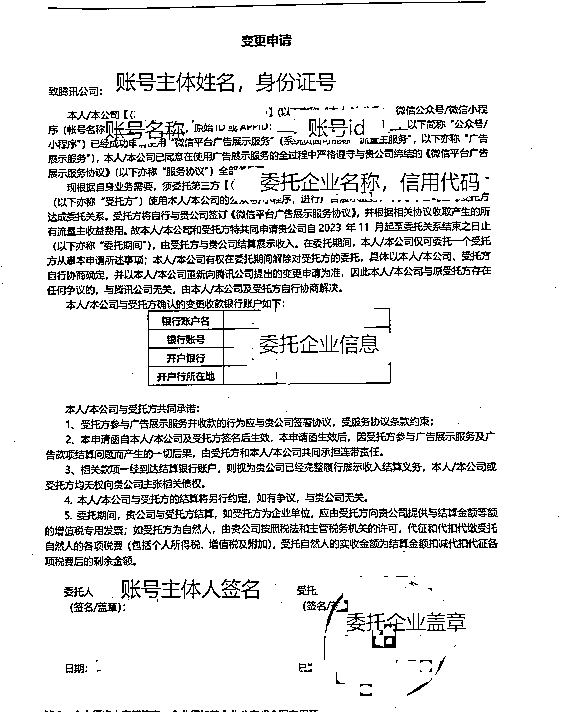 变更申请
致腾讯公司： 账号主体姓名，身份证号
本人/本公司【 微信公众号/微信小程
序（帐号名称 账号名称 ，原始 ID 或 APPID： 账号id 以下简称“公众号/
小程序”）已经成功申请使用“微信平台广告展示服务” 服务”，以下亦称“广告
展示服务”），本人/本公司已同意在使用广告展示服务的全过程中严格遵守与贵公司缔结的《微信平台广告
展示服务协议》（以下亦称“服务协议”）
现根据自身业务需要，须委托第三方【 委托企业名称，信用代码
（以下亦称“受托方”）使用本人/本公司的 程序，进行
达成委托关系。受托方将自行与贵公司签订《微信平台广告展示服务协议》，并根据相关协议收取产生的所
有流量主收益费用。故本人/本公司和受托方特共同申请贵公司自 2023 年 11 月起至委托关系结束之日止
（以下亦称“委托期间”），由受托方与贵公司结算展示收入。在委托期间，本人/本公司仅可委托一个受托
方从事本申请所述事项；本人/本公司有权在委托期间解除对受托方的委托，具体以本人/本公司、受托方
自行协商确定，并以本人/本公司重新向腾讯公司提出的变更申请为准，因此本人/本公司与原受托方存在
任何争议的，与腾讯公司无关，由本人/本公司及受托方自行协商解决。
本人/本公司与受托方确认的变更收款银行账户如下：
银行账户名
银行账号
委托企业信息
开户银行
开户行所在地
本人/本公司与受托方共同承诺：
1、受托方参与广告展示服务并收款的行为应与贵公司签署协议，受服务协议条款约束；
2、本申请函自本人/本公司及受托方签名后生效，本申请函生效后，因受托方参与广告展示服务及广
告款项结算问题而产生的一切后果，由受托方和本人/本公司共同承担连带责任。
3、相关款项一经到达结算银行账户，则视为贵公司已经完整履行展示收入结算义务，本人/本公司或
受托方均无权向贵公司主张相关债权。
4、本人/本公司与受托方的结算将另行约定，如有争议，与贵公司无关。
5、委托期间，贵公司与受托方结算，如受托方为企业单位，应由受托方向贵公司提供与结算金额等额
的增值税专用发票；如受托方为自然人，由贵公司按照税法和主管税务机关的许可，代征和代扣代缴受托
自然人的各项税费（包括个人所得税、增值税及附加），受托自然人的实收金额为结算金额扣减代扣代征各
项税费后的剩余金额。
委托人 账号主体人签名 受托
（签名/盖章）： （签名/ 委托企业盖章
日期：